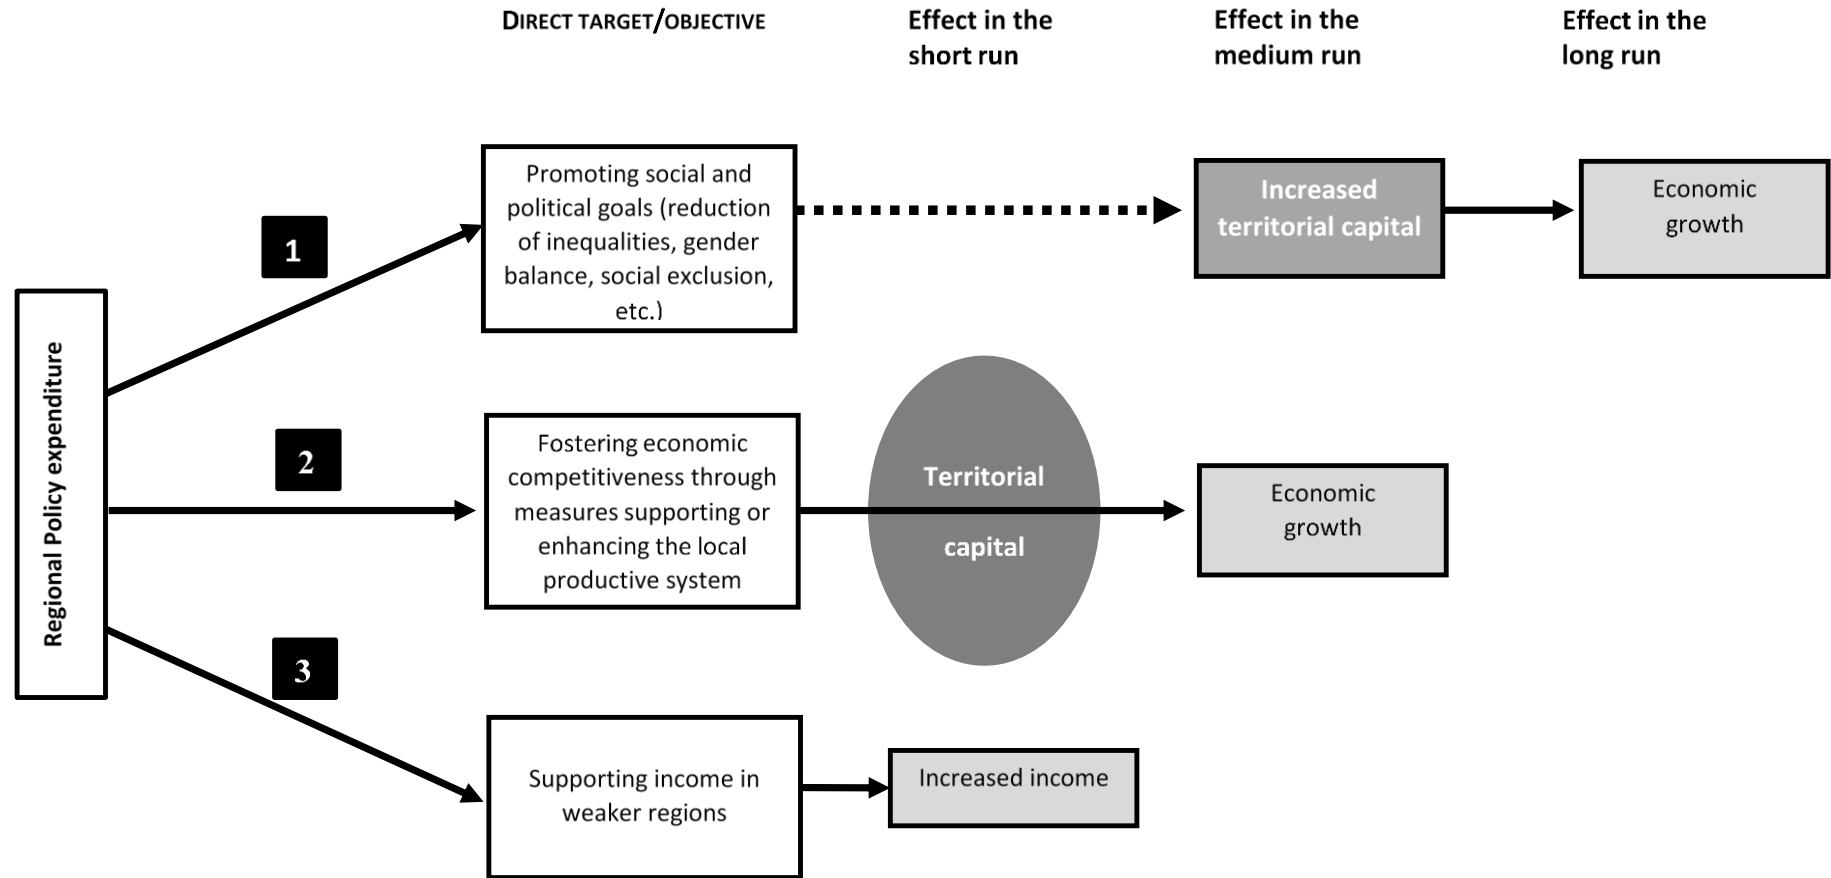 DIRECT TARGET/OBJECTIVE
Effect in the
short run
Effect in the
medium run
Effect in the
long run
Regional Policy expenditure
1
Promoting social and
political goals (reduction
of inequalities, gender
balance, social exclusion,
etc.)
Increased
territorial capital
Economic
growth
2
Fostering economic
competitiveness through
measures supporting or
enhancing the local
productive system
Territorial
capital
Economic
growth
3
Supporting income in
weaker regions
Increased income